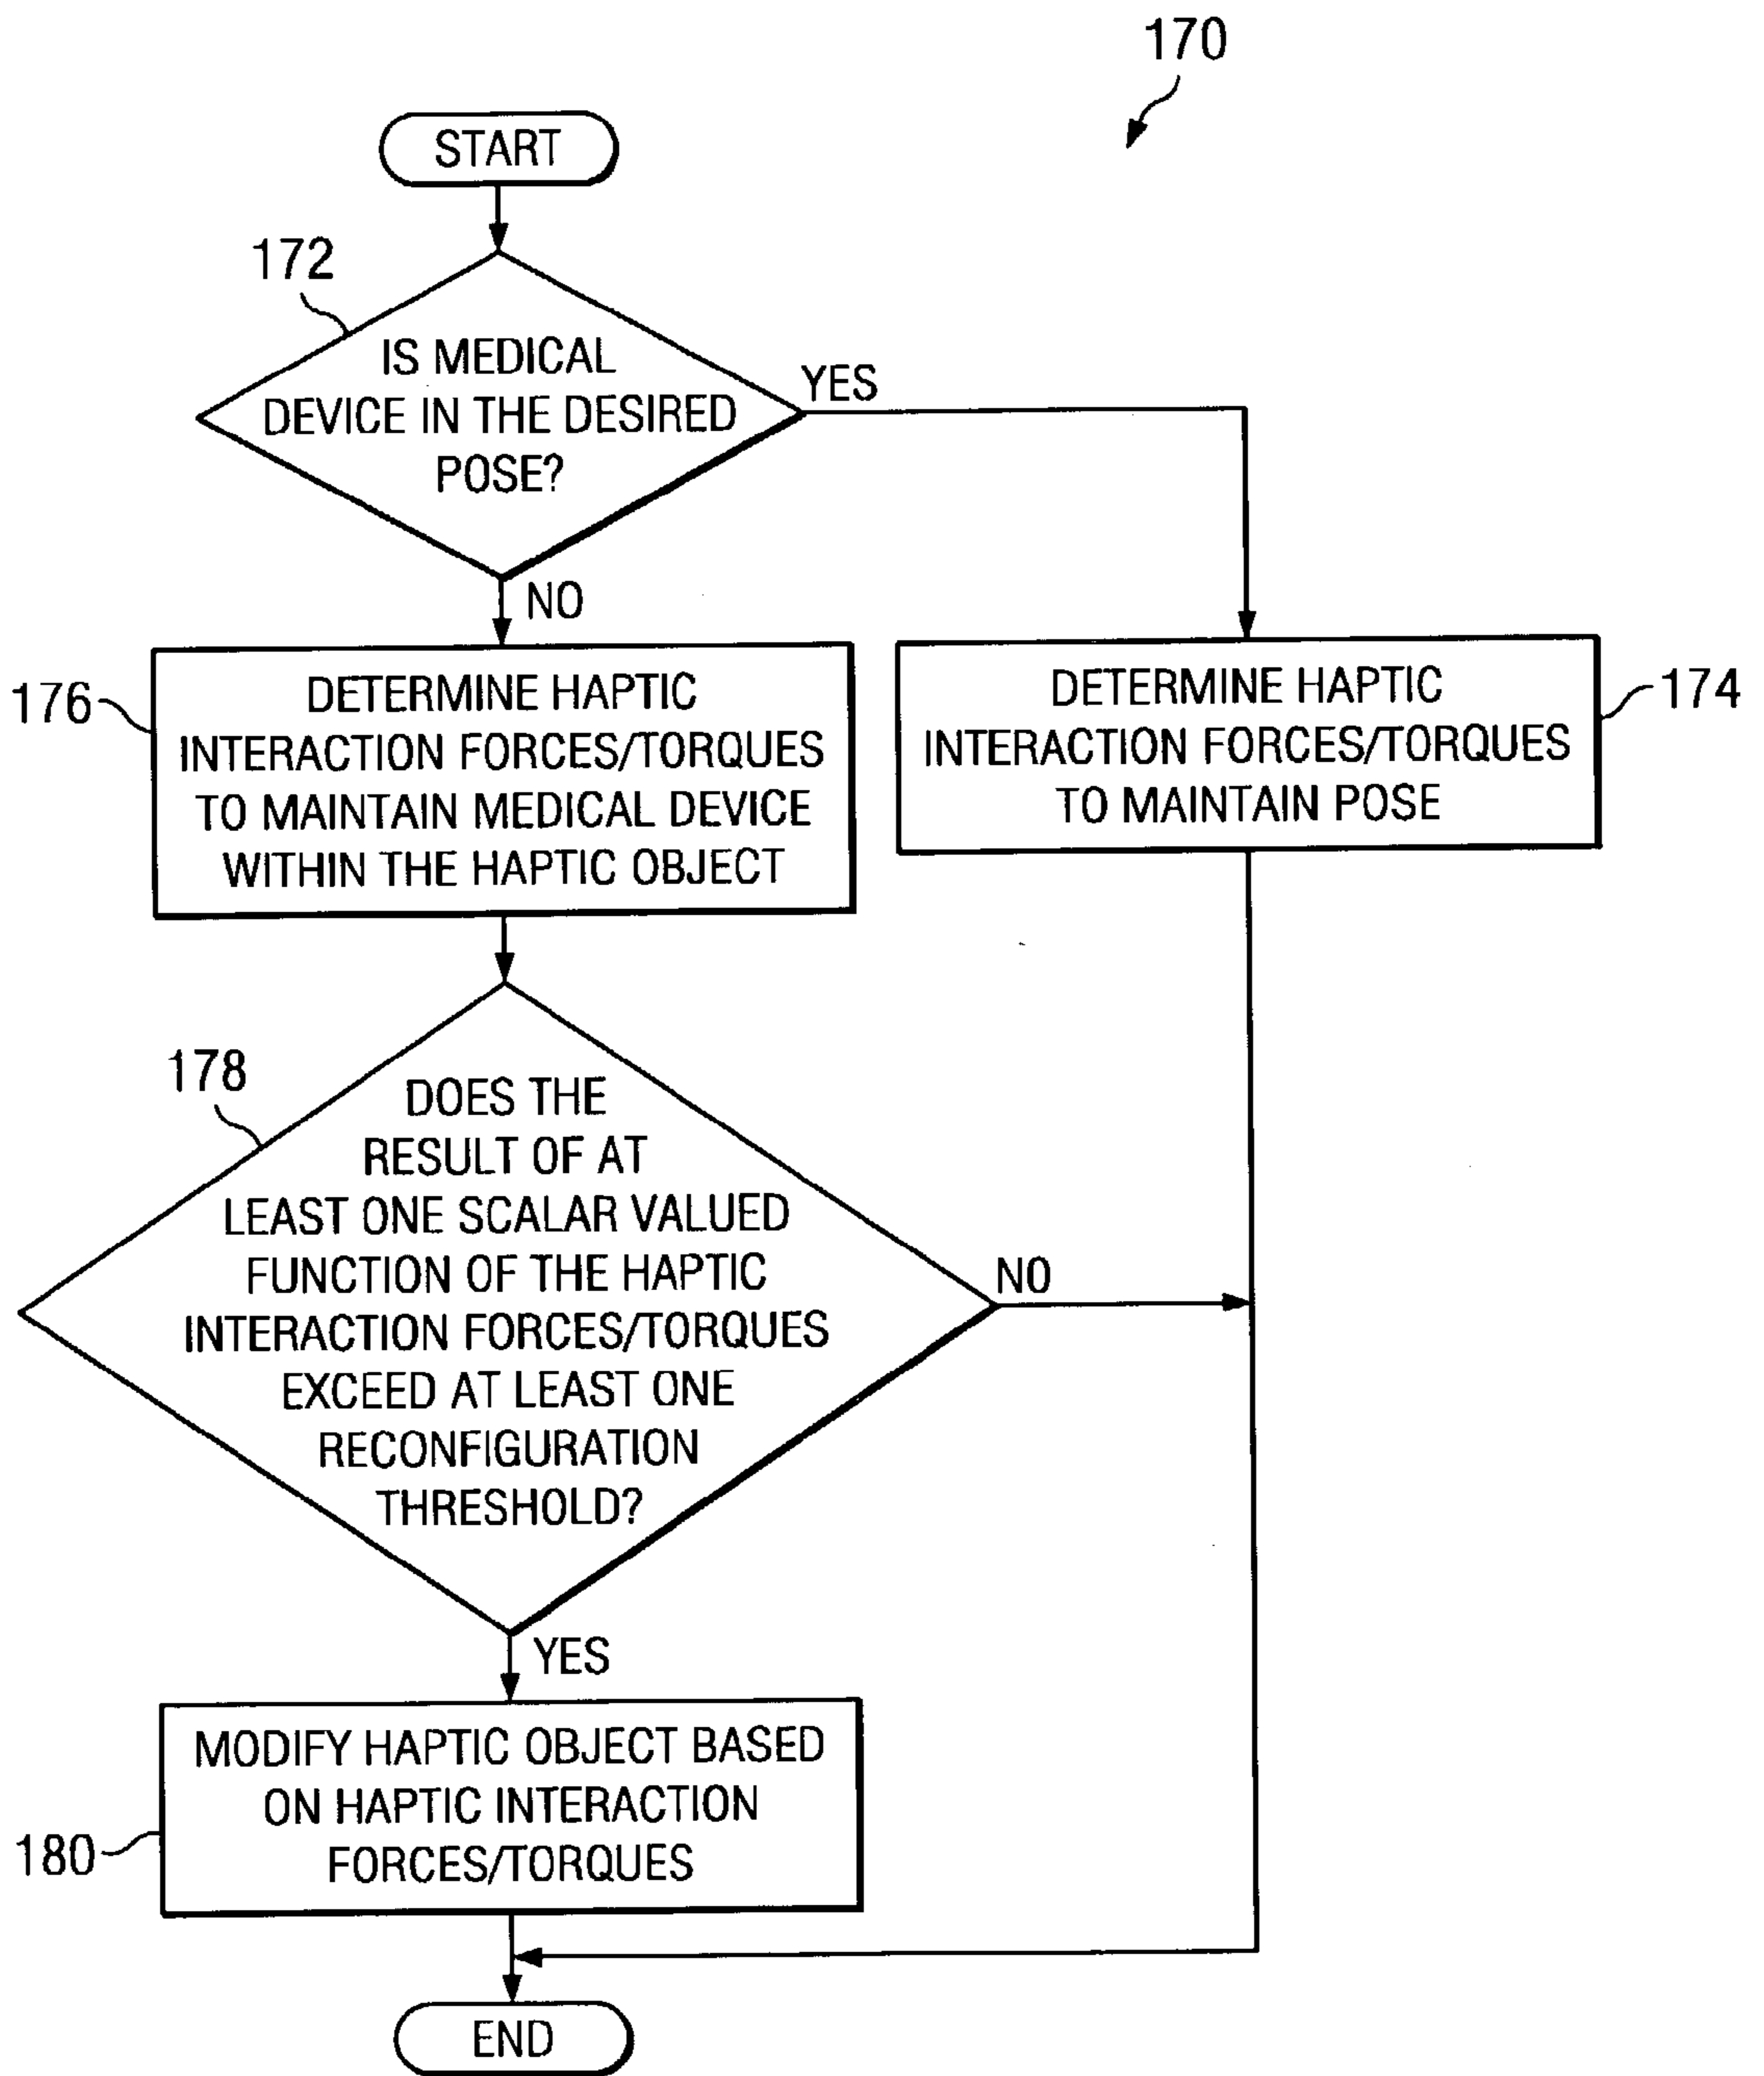 170
START
172
IS MEDICAL
DEVICE IN THE DESIRED
POSE?
YES
NO
176
DETERMINE HAPTIC
INTERACTION FORCES/TORQUES
TO MAINTAIN MEDICAL DEVICE
WITHIN THE HAPTIC OBJECT
DETERMINE HAPTIC
INTERACTION FORCES/TORQUES
TO MAINTAIN POSE
174
178
DOES THE
RESULT OF AT
LEAST ONE SCALAR VALUED
FUNCTION OF THE HAPTIC
INTERACTION FORCES/TORQUES
EXCEED AT LEAST ONE
RECONFIGURATION
THRESHOLD?
NO
YES
MODIFY HAPTIC OBJECT BASED
ON HAPTIC INTERACTION
FORCES/TORQUES
180
END